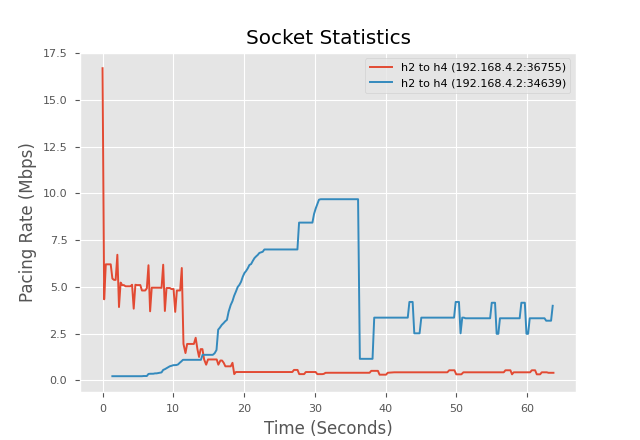 Socket Statistics
h2 to h4 (192.168.4.2:36755)
h2 to h4 (192.168.4.2:34639)
Pacing Rate (Mbps)
17.5
15.0
12.5
10.0
7.5
5.0
2.5
0.0
0 10 20 30 40 50 60
Time (Seconds)